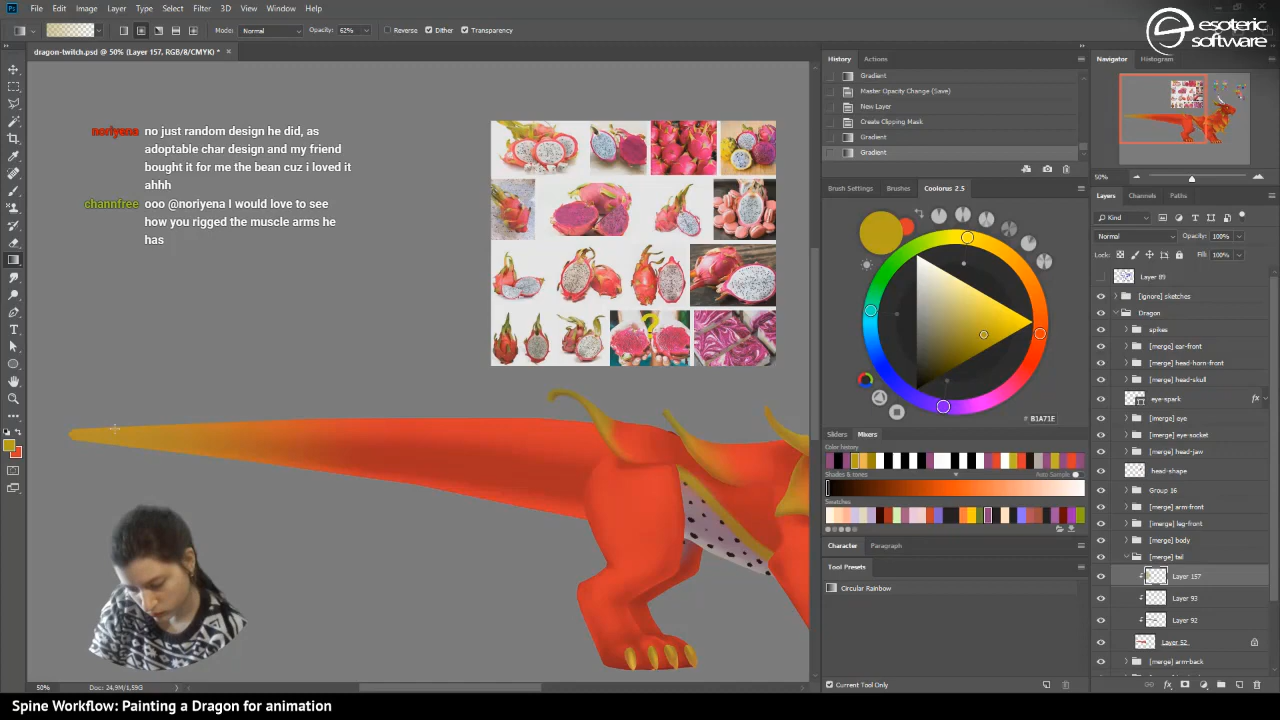 File Edit Image Layer Type Select Filter 3D View Window Help
esoteric
software
Mode: Normal Opacity: 62% Reverse Dither Transparency
dragon-twitch.psd @ 50% (Layer 157, RGB/8/CMYK) *
noriyena no just random design he did, as
adoptable char design and my friend
bought it for me the bean cuz i loved it
ahhh
channfree ooo @noriyena I would love to see
how you rigged the muscle arms he
has
History Actions
Gradient
Master Opacity Change (Save)
New Layer
Create Clipping Mask
Gradient
Gradient
Brush Settings Brushes Coolorus 2.5
# B1A71E
Sliders Mixers
Color history
Shades & tones Auto Sample
Swatches
Character Paragraph
Tool Presets
Circular Rainbow
Current Tool Only
Navigator Histogram
50%
Layers Channels Paths
Kind
Normal Opacity: 100%
Lock: Fill: 100%
Layer 89
[ignore] sketches
Dragon
spikes
[merge] ear-front
[merge] head-horn-front
[merge] head-skull
eye-spark fx
[merge] eye
[merge] eye-socket
[merge] head-jaw
head-shape
Group 16
[merge] arm-front
[merge] leg-front
[merge] body
[merge] tail
Layer 157
Layer 93
Layer 92
Layer 52
[merge] arm-back
50% Doc: 24,9M/1,59G
Spine Workflow: Painting a Dragon for animation